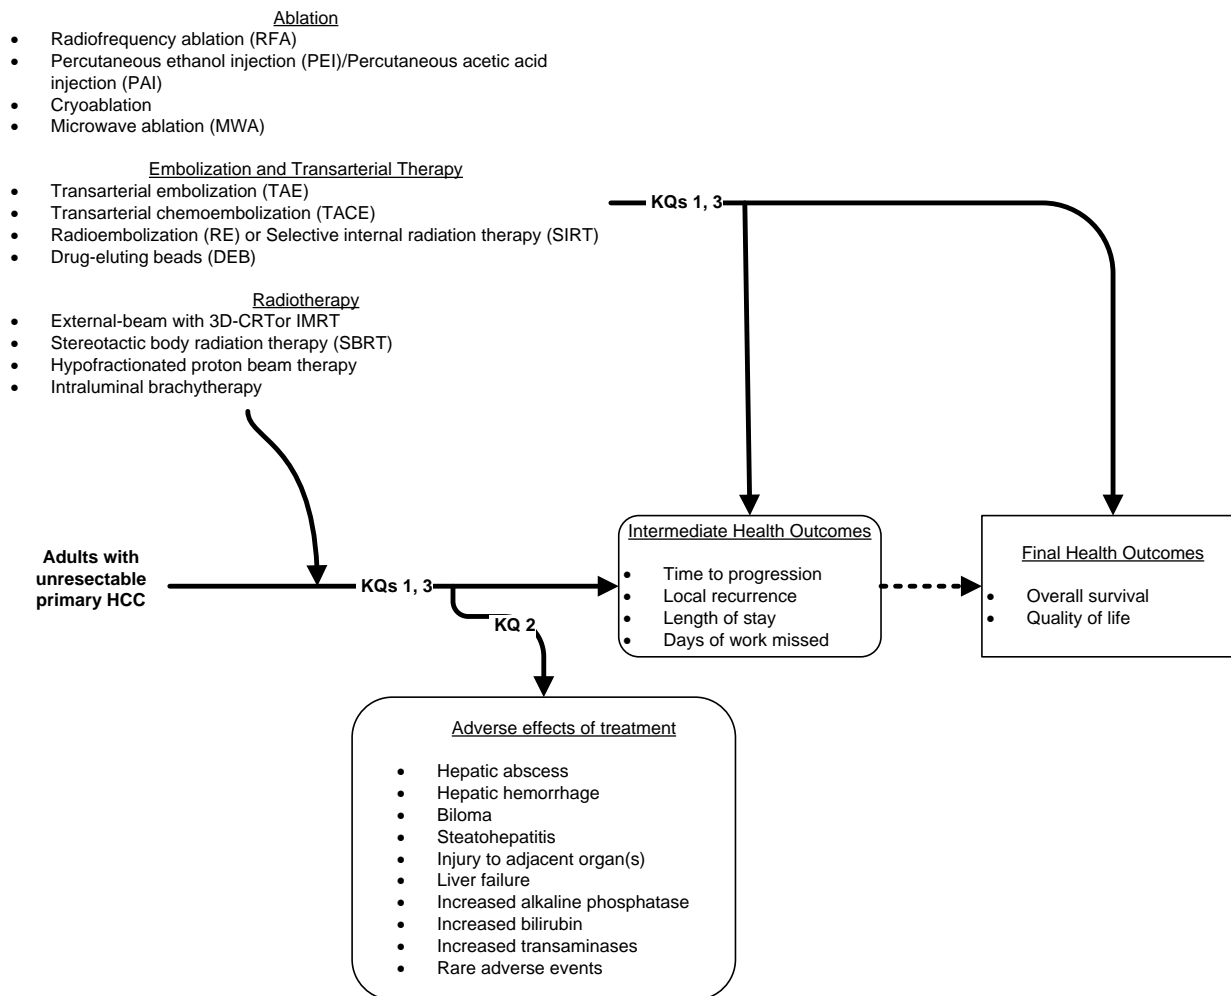 Ablation
• Radiofrequency ablation (RFA)
• Percutaneous ethanol injection (PEI)/Percutaneous acetic acid
injection (PAI)
• Cryoablation
• Microwave ablation (MWA)
Embolization and Transarterial Therapy
• Transarterial embolization (TAE)
• Transarterial chemoembolization (TACE)
• Radioembolization (RE) or Selective internal radiation therapy (SIRT)
• Drug-eluting beads (DEB)
KQs 1, 3
Radiotherapy
• External-beam with 3D-CRTor IMRT
• Stereotactic body radiation therapy (SBRT)
• Hypofractionated proton beam therapy
• Intraluminal brachytherapy
Adults with
unresectable
primary HCC
KQs 1, 3
KQ 2
Intermediate Health Outcomes
• Time to progression
• Local recurrence
• Length of stay
• Days of work missed
Final Health Outcomes
• Overall survival
• Quality of life
Adverse effects of treatment
• Hepatic abscess
• Hepatic hemorrhage
• Biloma
• Steatohepatitis
• Injury to adjacent organ(s)
• Liver failure
• Increased alkaline phosphatase
• Increased bilirubin
• Increased transaminases
• Rare adverse events